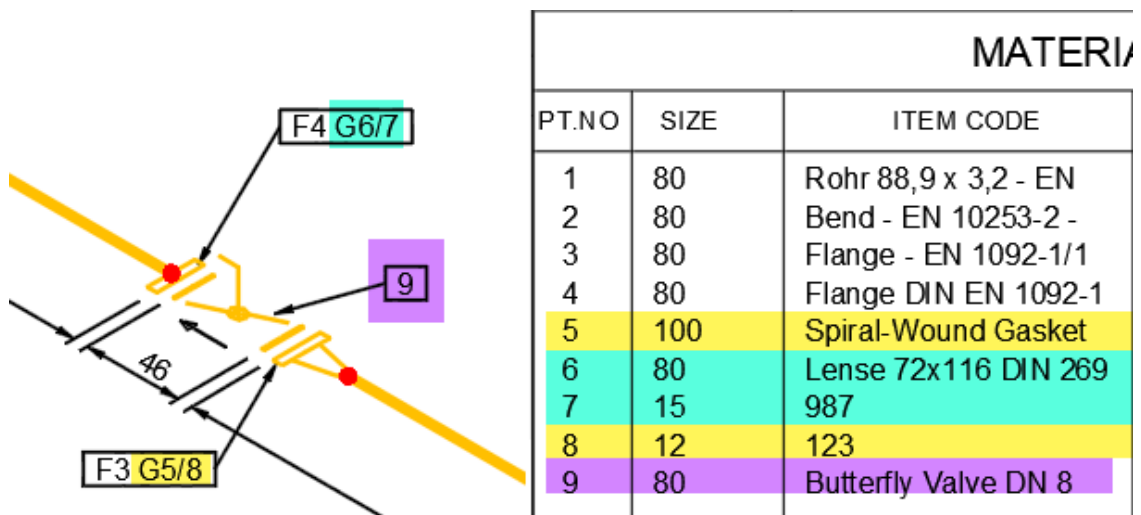 F4 G6/7
9
46
F3 G5/8
MATERIA
PT.NO SIZE ITEM CODE
1 80 Rohr 88,9 x 3,2 - EN
2 80 Bend - EN 10253-2 -
3 80 Flange - EN 1092-1/1
4 80 Flange DIN EN 1092-1
5 100 Spiral-Wound Gasket
6 80 Lense 72x116 DIN 269
7 15 987
8 12 123
9 80 Butterfly Valve DN 8